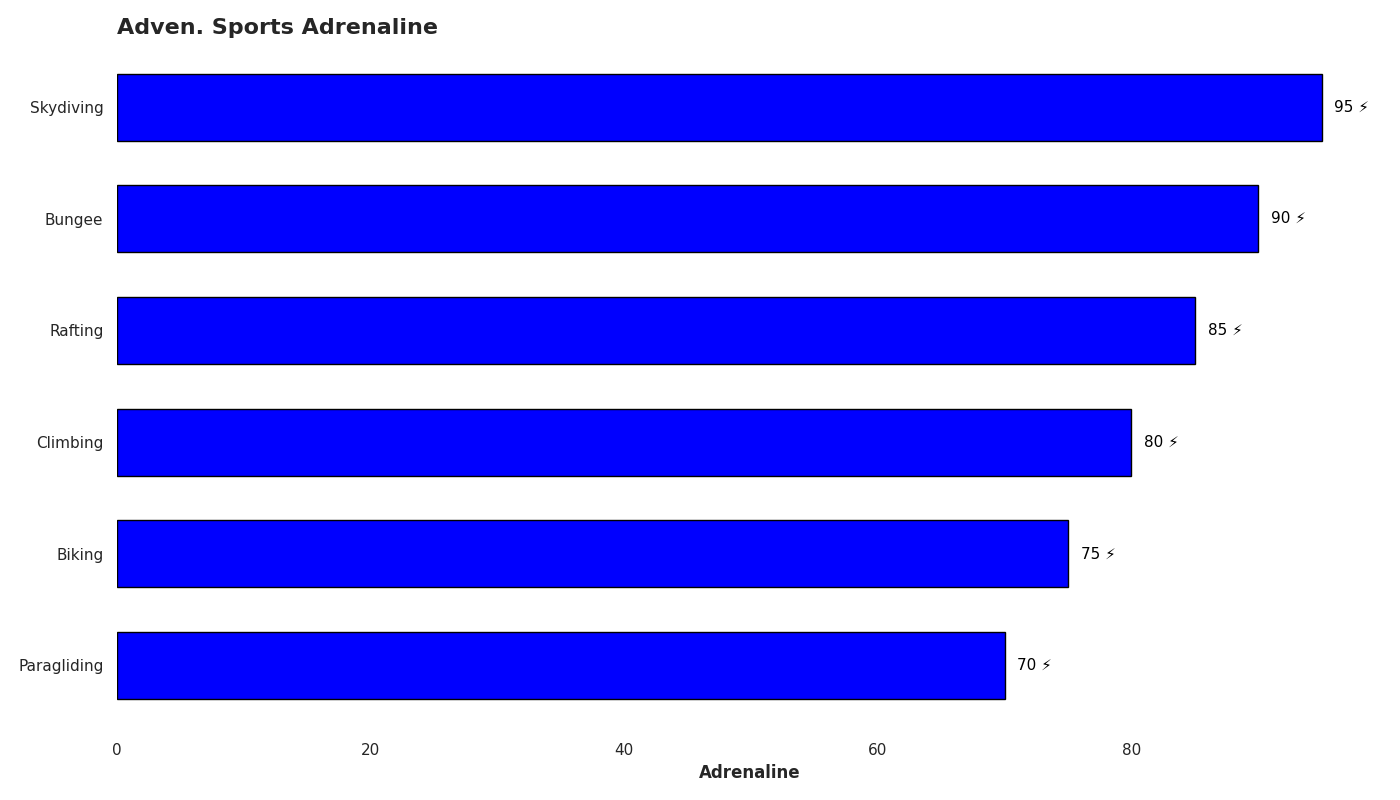 Adven. Sports Adrenaline
Skydiving
95 ⚡
Bungee
90 ⚡
Rafting
85 ⚡
Climbing
80 ⚡
Biking
75 ⚡
Paragliding
70 ⚡
0 20 40 60 80
Adrenaline